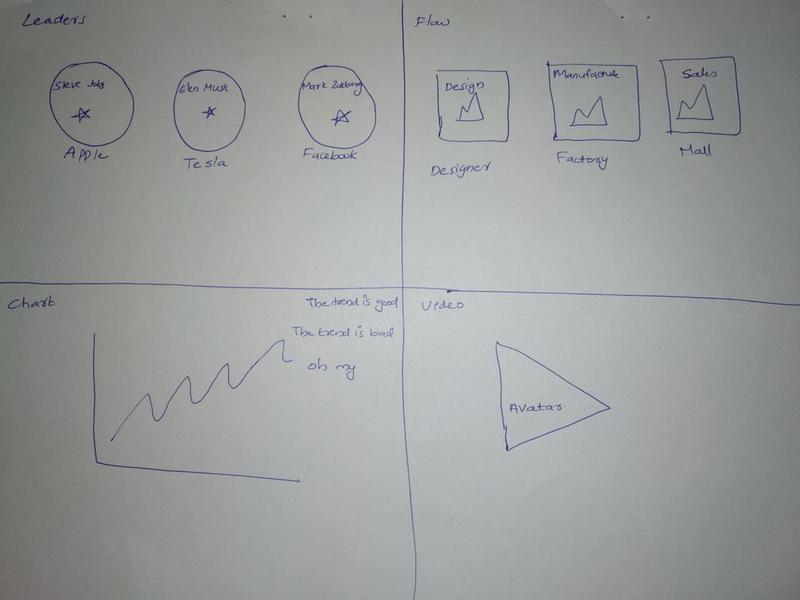 Leaders
Steve Jobs
Elon Musk
Mark Zukberg
Apple
Tesla
Facebook
Flow
Design
Manufacture
Sales
Designer
Factory
Mall
Chart
The trend is good
The trend is bad
oh my
Video
Avatar